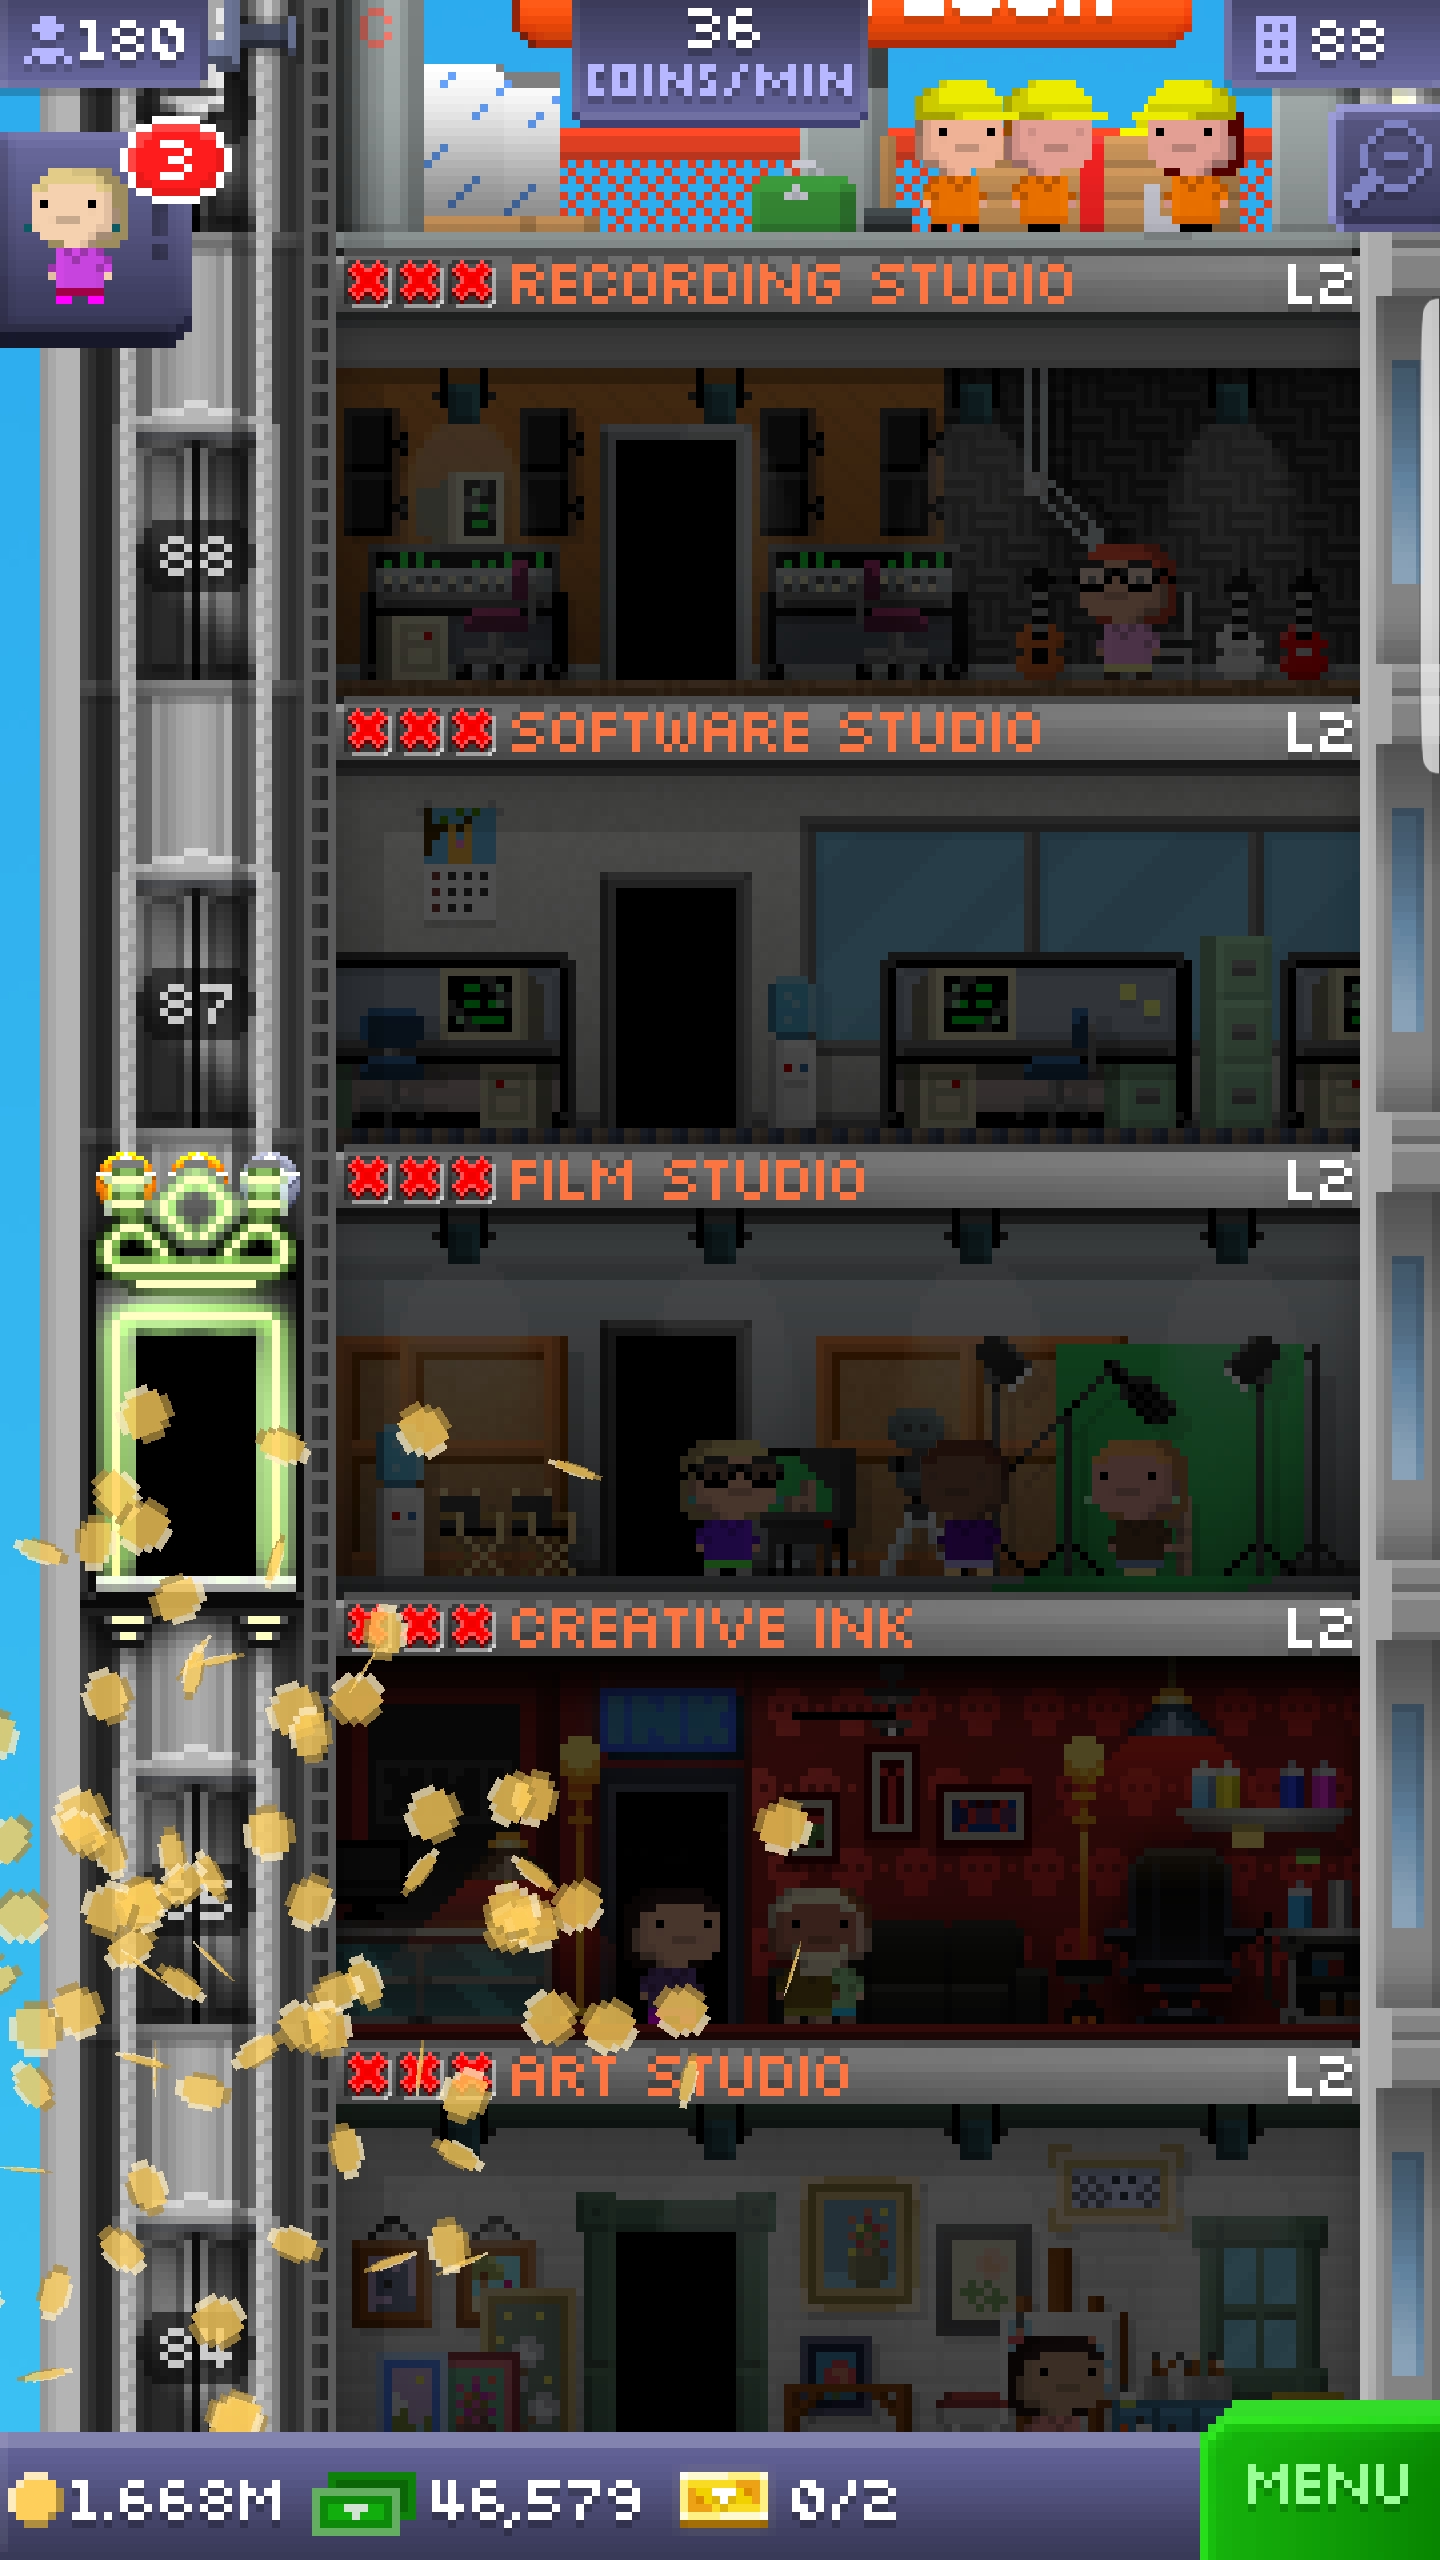 180
36
COINS/MIN
88
3
RECORDING STUDIO L2
88
SOFTWARE STUDIO L2
87
FILM STUDIO L2
CREATIVE INK L2
INK
ART STUDIO L2
84
1.668M 46,579 0/2
MENU